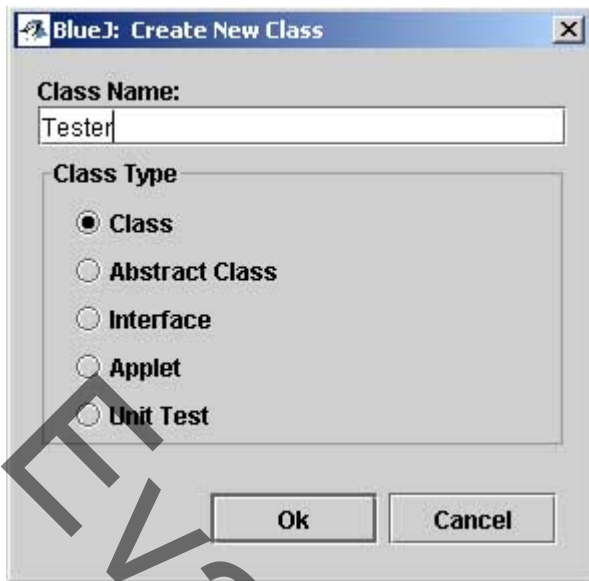 BlueJ: Create New Class
Class Name:
Tester
Class Type
Class
Abstract Class
Interface
Applet
Unit Test
Ok
Cancel